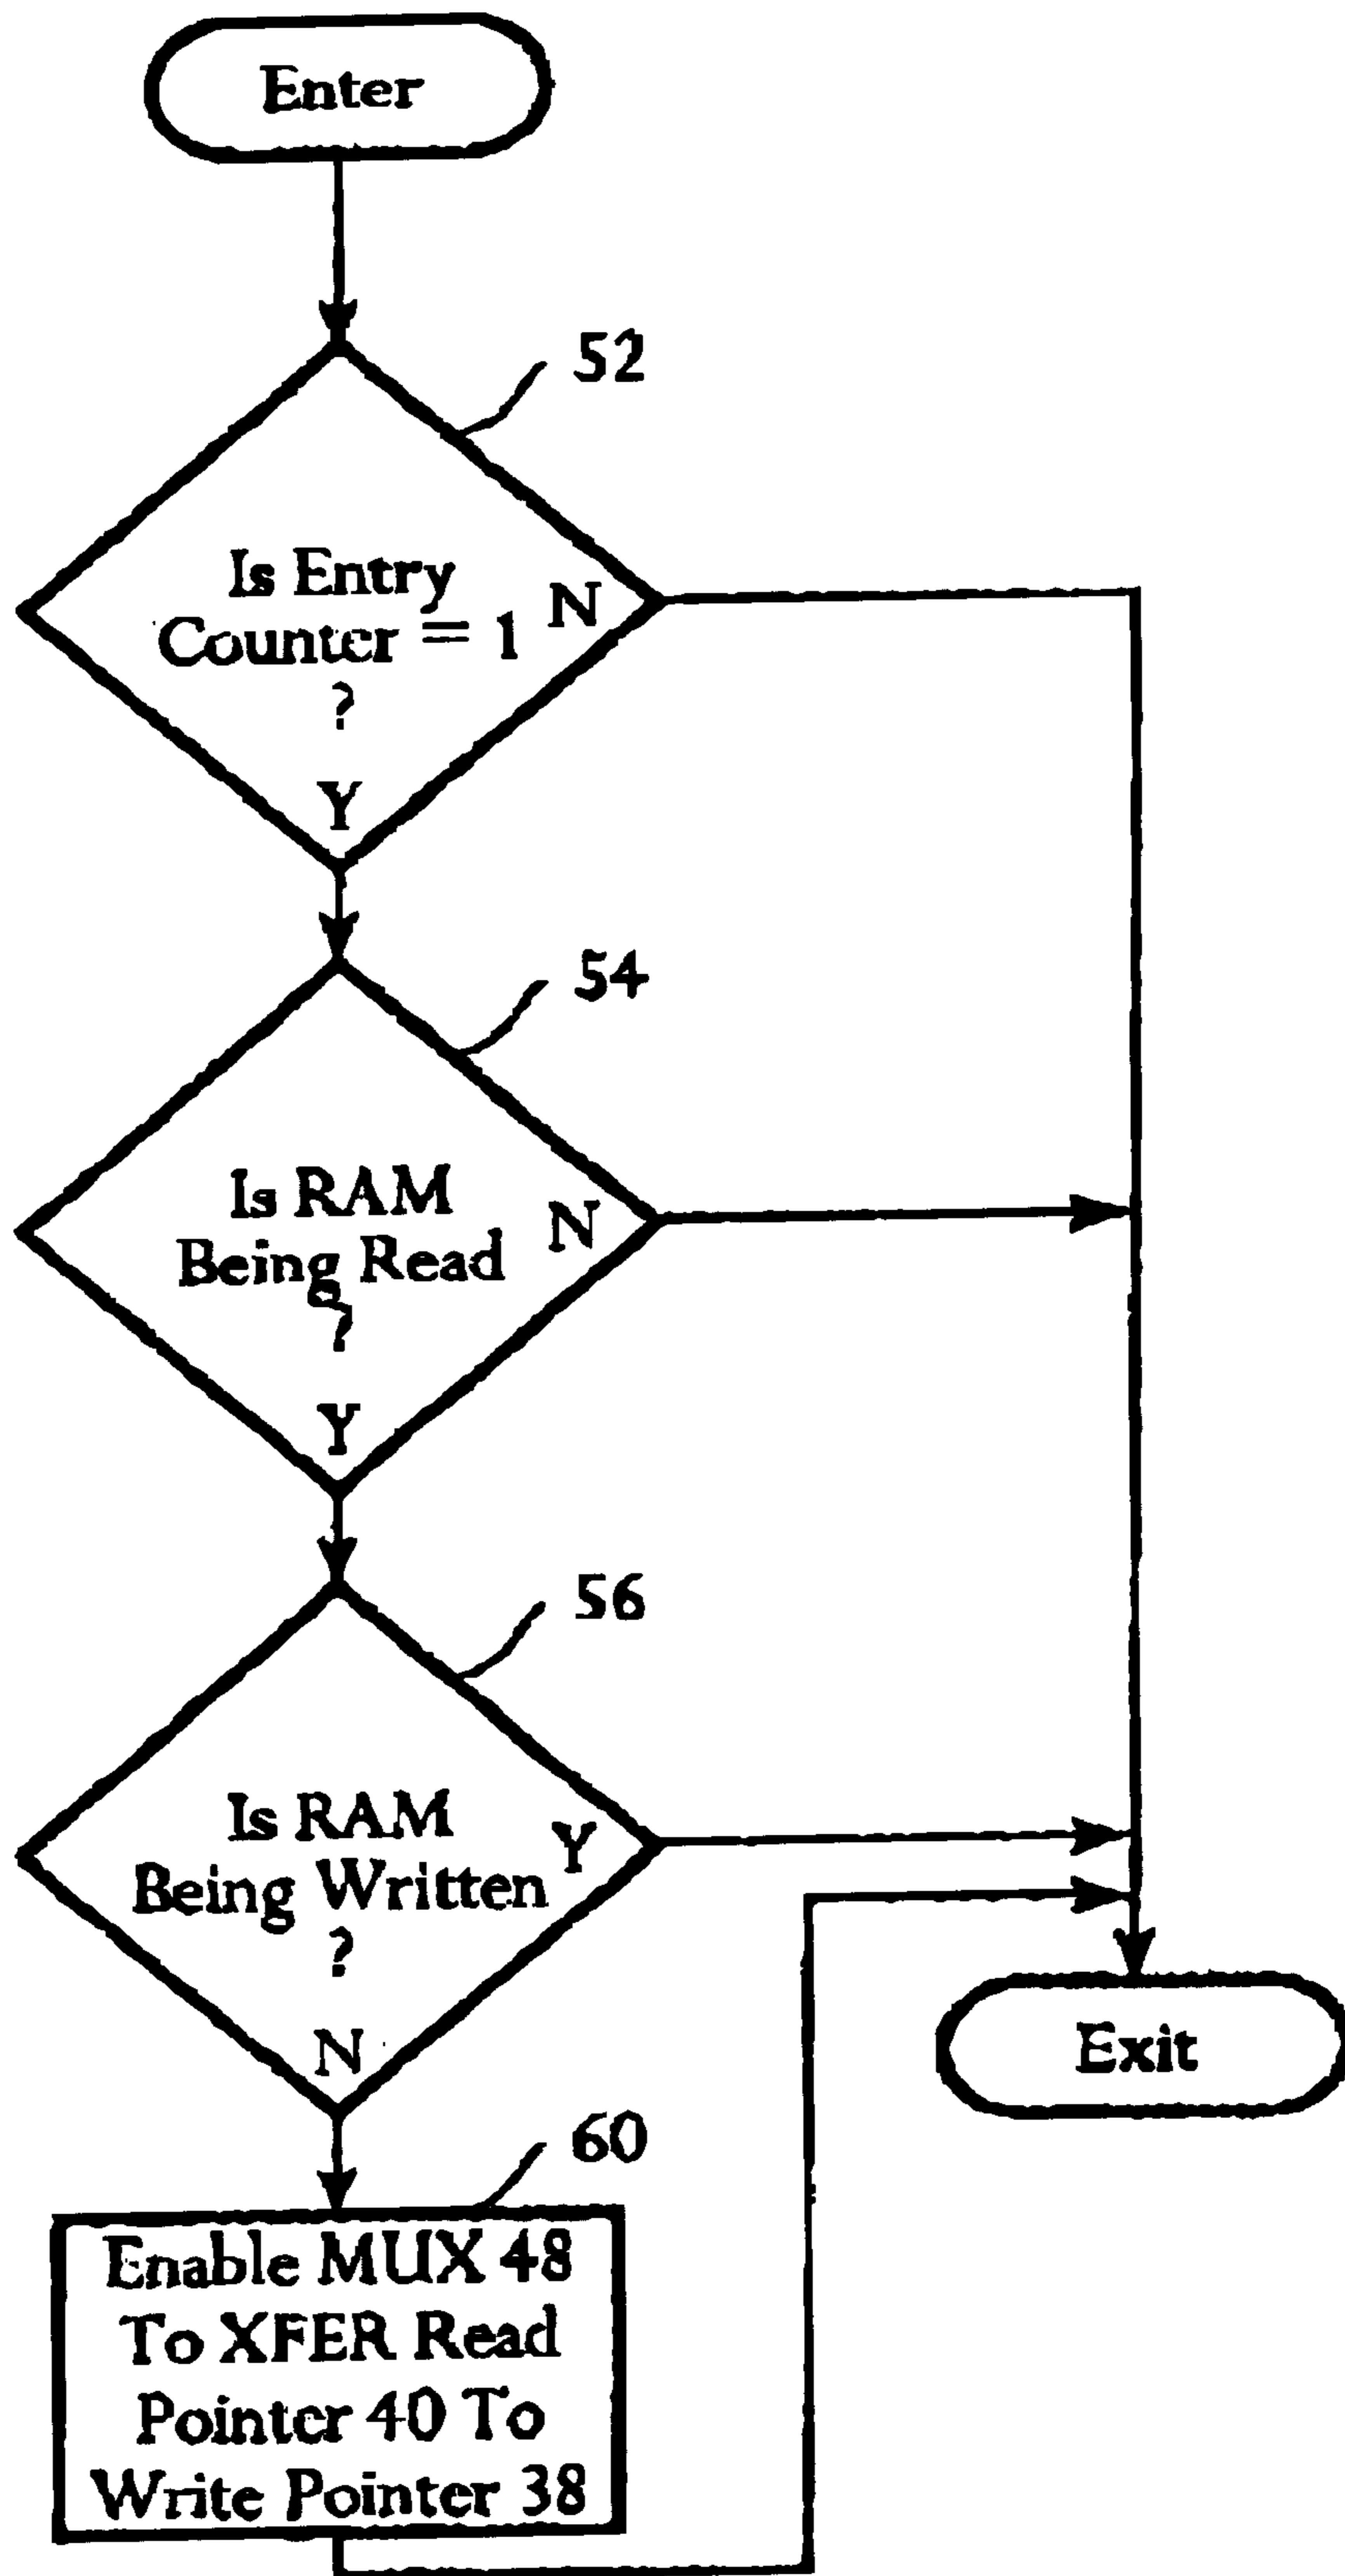 Enter
52
Is Entry
Counter = 1
?
N
Y
54
Is RAM
Being Read
?
N
Y
56
Is RAM
Being Written
?
Y
N
Exit
60
Enable MUX 48
To XFER Read
Pointer 40 To
Write Pointer 38